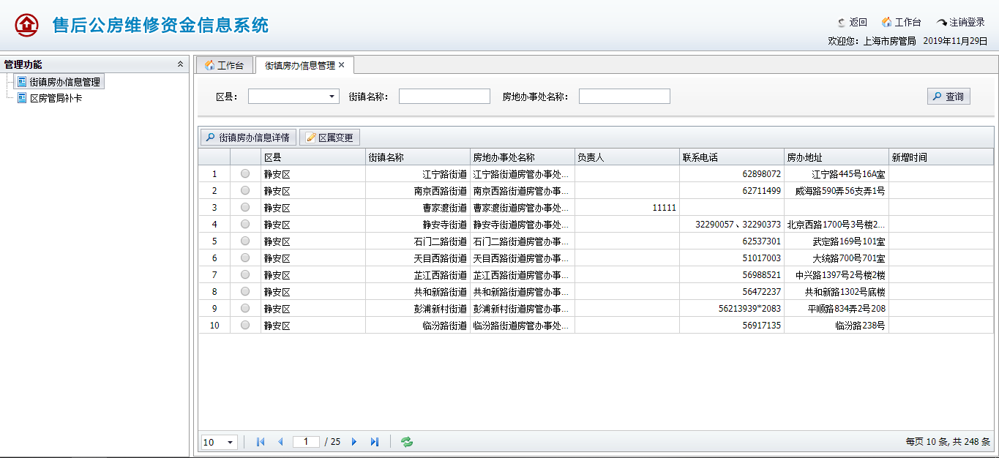 售后公房维修资金信息系统
返回 工作台 注销登录
欢迎您: 上海市房管局 2019年11月29日
管理功能
街镇房办信息管理
区房管局补卡
工作台 街镇房办信息管理 ×
区县: 街镇名称: 房地办事处名称: 查询
街镇房办信息详情 区属变更
区县 街镇名称 房地办事处名称 负责人 联系电话 房办地址 新增时间
1 静安区 江宁路街道 江宁路街道房管办事处... 62898072 江宁路445号16A室
2 静安区 南京西路街道 南京西路街道房管办事... 62711499 威海路590弄56支弄1号
3 静安区 曹家渡街道 曹家渡街道房管办事处... 11111
4 静安区 静安寺街道 静安寺街道房管办事处... 32290057、32290373 北京西路1700号3号楼2...
5 静安区 石门二路街道 石门二路街道房管办事... 62537301 武定路169号101室
6 静安区 天目西路街道 天目西路街道房管办事... 51017003 大统路700号701室
7 静安区 芷江西路街道 芷江西路街道房管办事... 56988521 中兴路1397号2号楼2楼
8 静安区 共和新路街道 共和新路街道房管办事... 56472237 共和新路1302号底楼
9 静安区 彭浦新村街道 彭浦新村街道房管办事... 56213939*2083 平顺路834弄2号208
10 静安区 临汾路街道 临汾路街道房管办事处... 56917135 临汾路238号
10 1 / 25 每页 10 条, 共 248 条